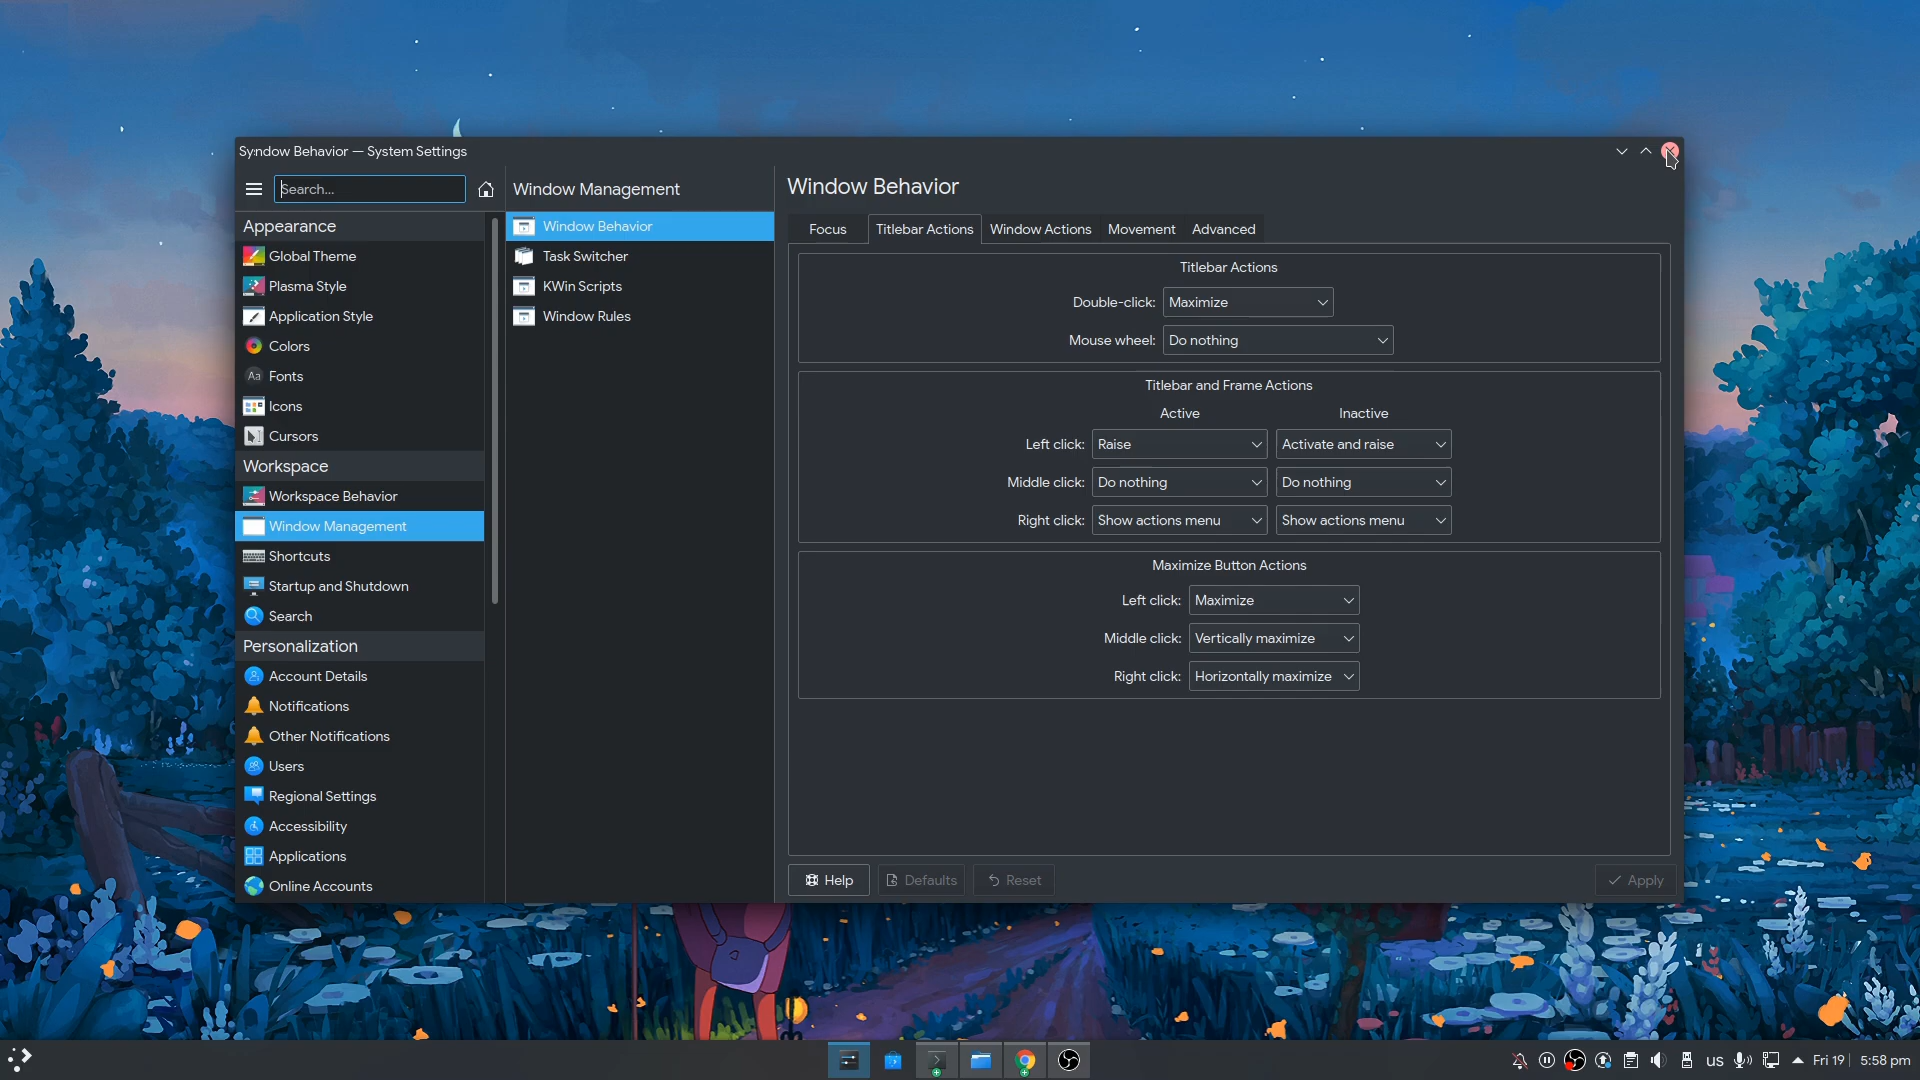 Syndow Behavior — System Settings
Search...
Window Management
Window Behavior
Appearance
Global Theme
Plasma Style
Application Style
Colors
Aa Fonts
Icons
Cursors
Workspace
Workspace Behavior
Window Management
Shortcuts
Startup and Shutdown
Search
Personalization
Account Details
Notifications
Other Notifications
Users
Regional Settings
Accessibility
Applications
Online Accounts
Window Behavior
Task Switcher
KWin Scripts
Window Rules
Focus Titlebar Actions Window Actions Movement Advanced
Titlebar Actions
Double-click: Maximize
Mouse wheel: Do nothing
Titlebar and Frame Actions
Active Inactive
Left click: Raise Activate and raise
Middle click: Do nothing Do nothing
Right click: Show actions menu Show actions menu
Maximize Button Actions
Left click: Maximize
Middle click: Vertically maximize
Right click: Horizontally maximize
Help Defaults Reset Apply
us Fri 19 5:58 pm